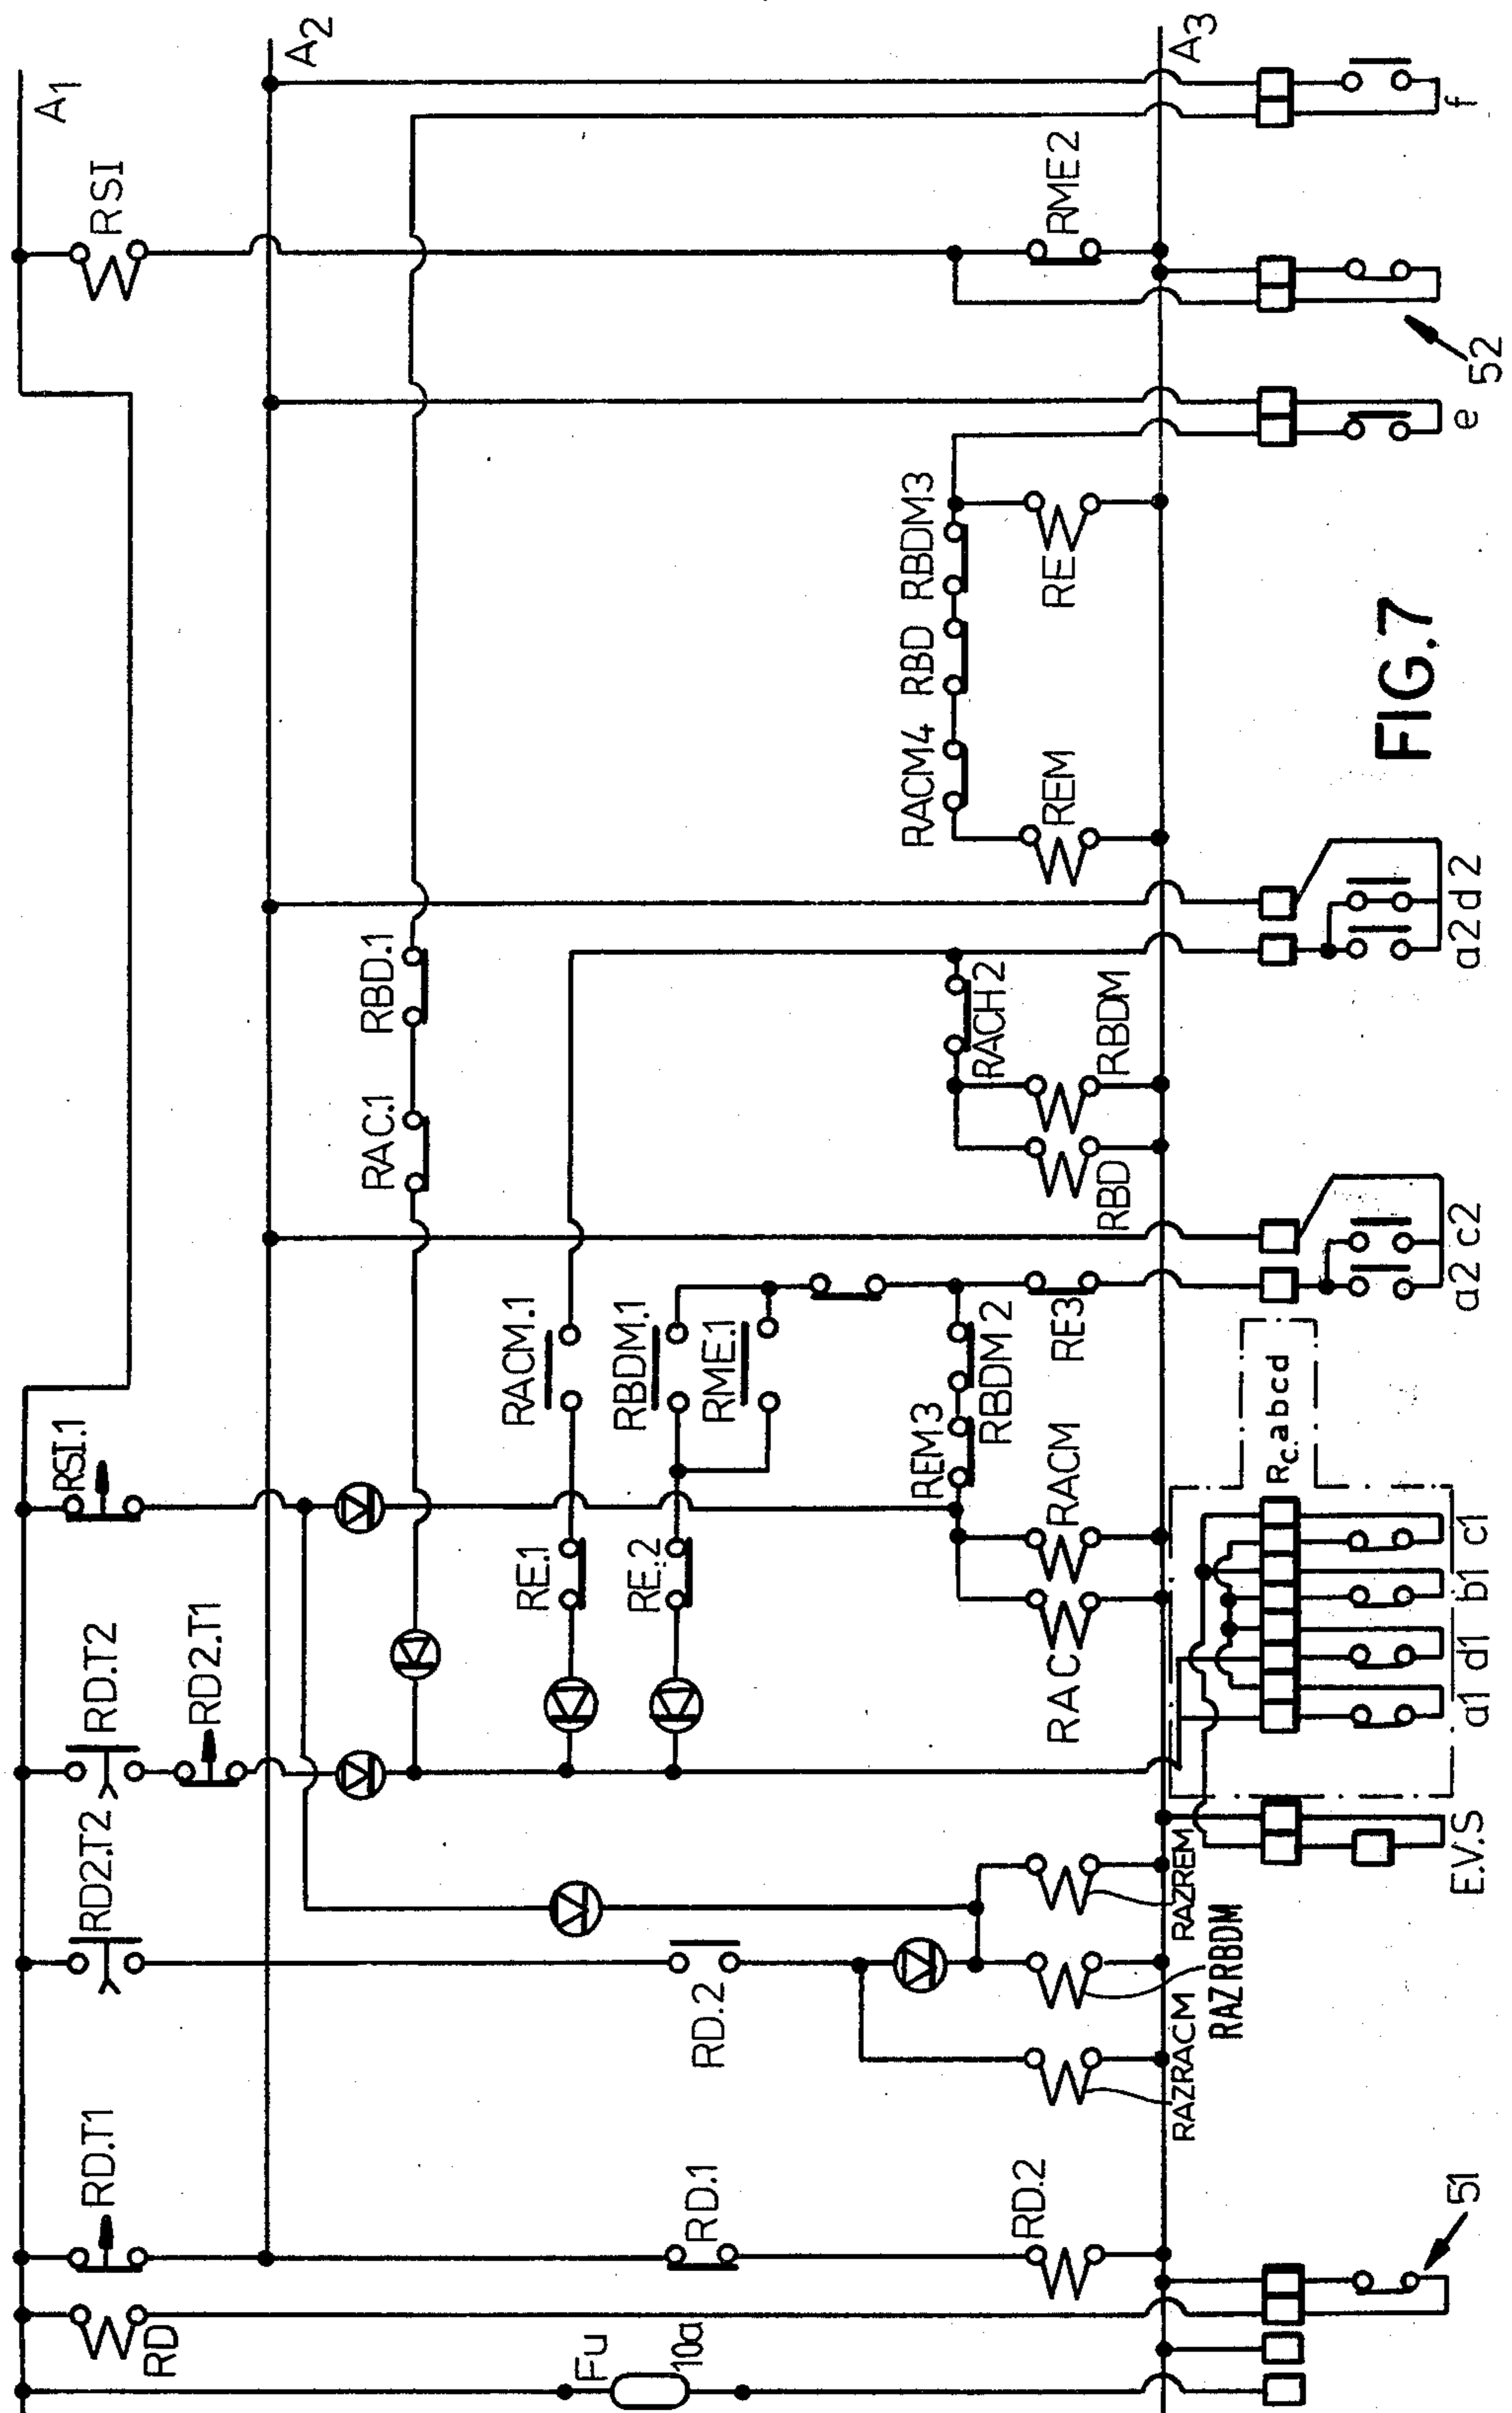 A1
A2
A3
RSI
RME2
f
52
e
RBDM3
RBD
RACM4
RE
REM
FIG.7
a2 d2
RBD.1
RAC.1
RACH2
RBDM
RBD
a2 c2
RACM.1
RBDM.1
RME.1
RBDM2
RE3
REM3
RSI.1
RE.1
RE.2
RACM
RAC
Rc.abcd
a1 d1 b1 c1
RD.T2
RD2.T1
RD2.T2
E.V.S
RAZREM
RAZRBDM
RAZRACM
RD.2
RD.T1
RD.1
RD.2
51
RD
Fu
10a